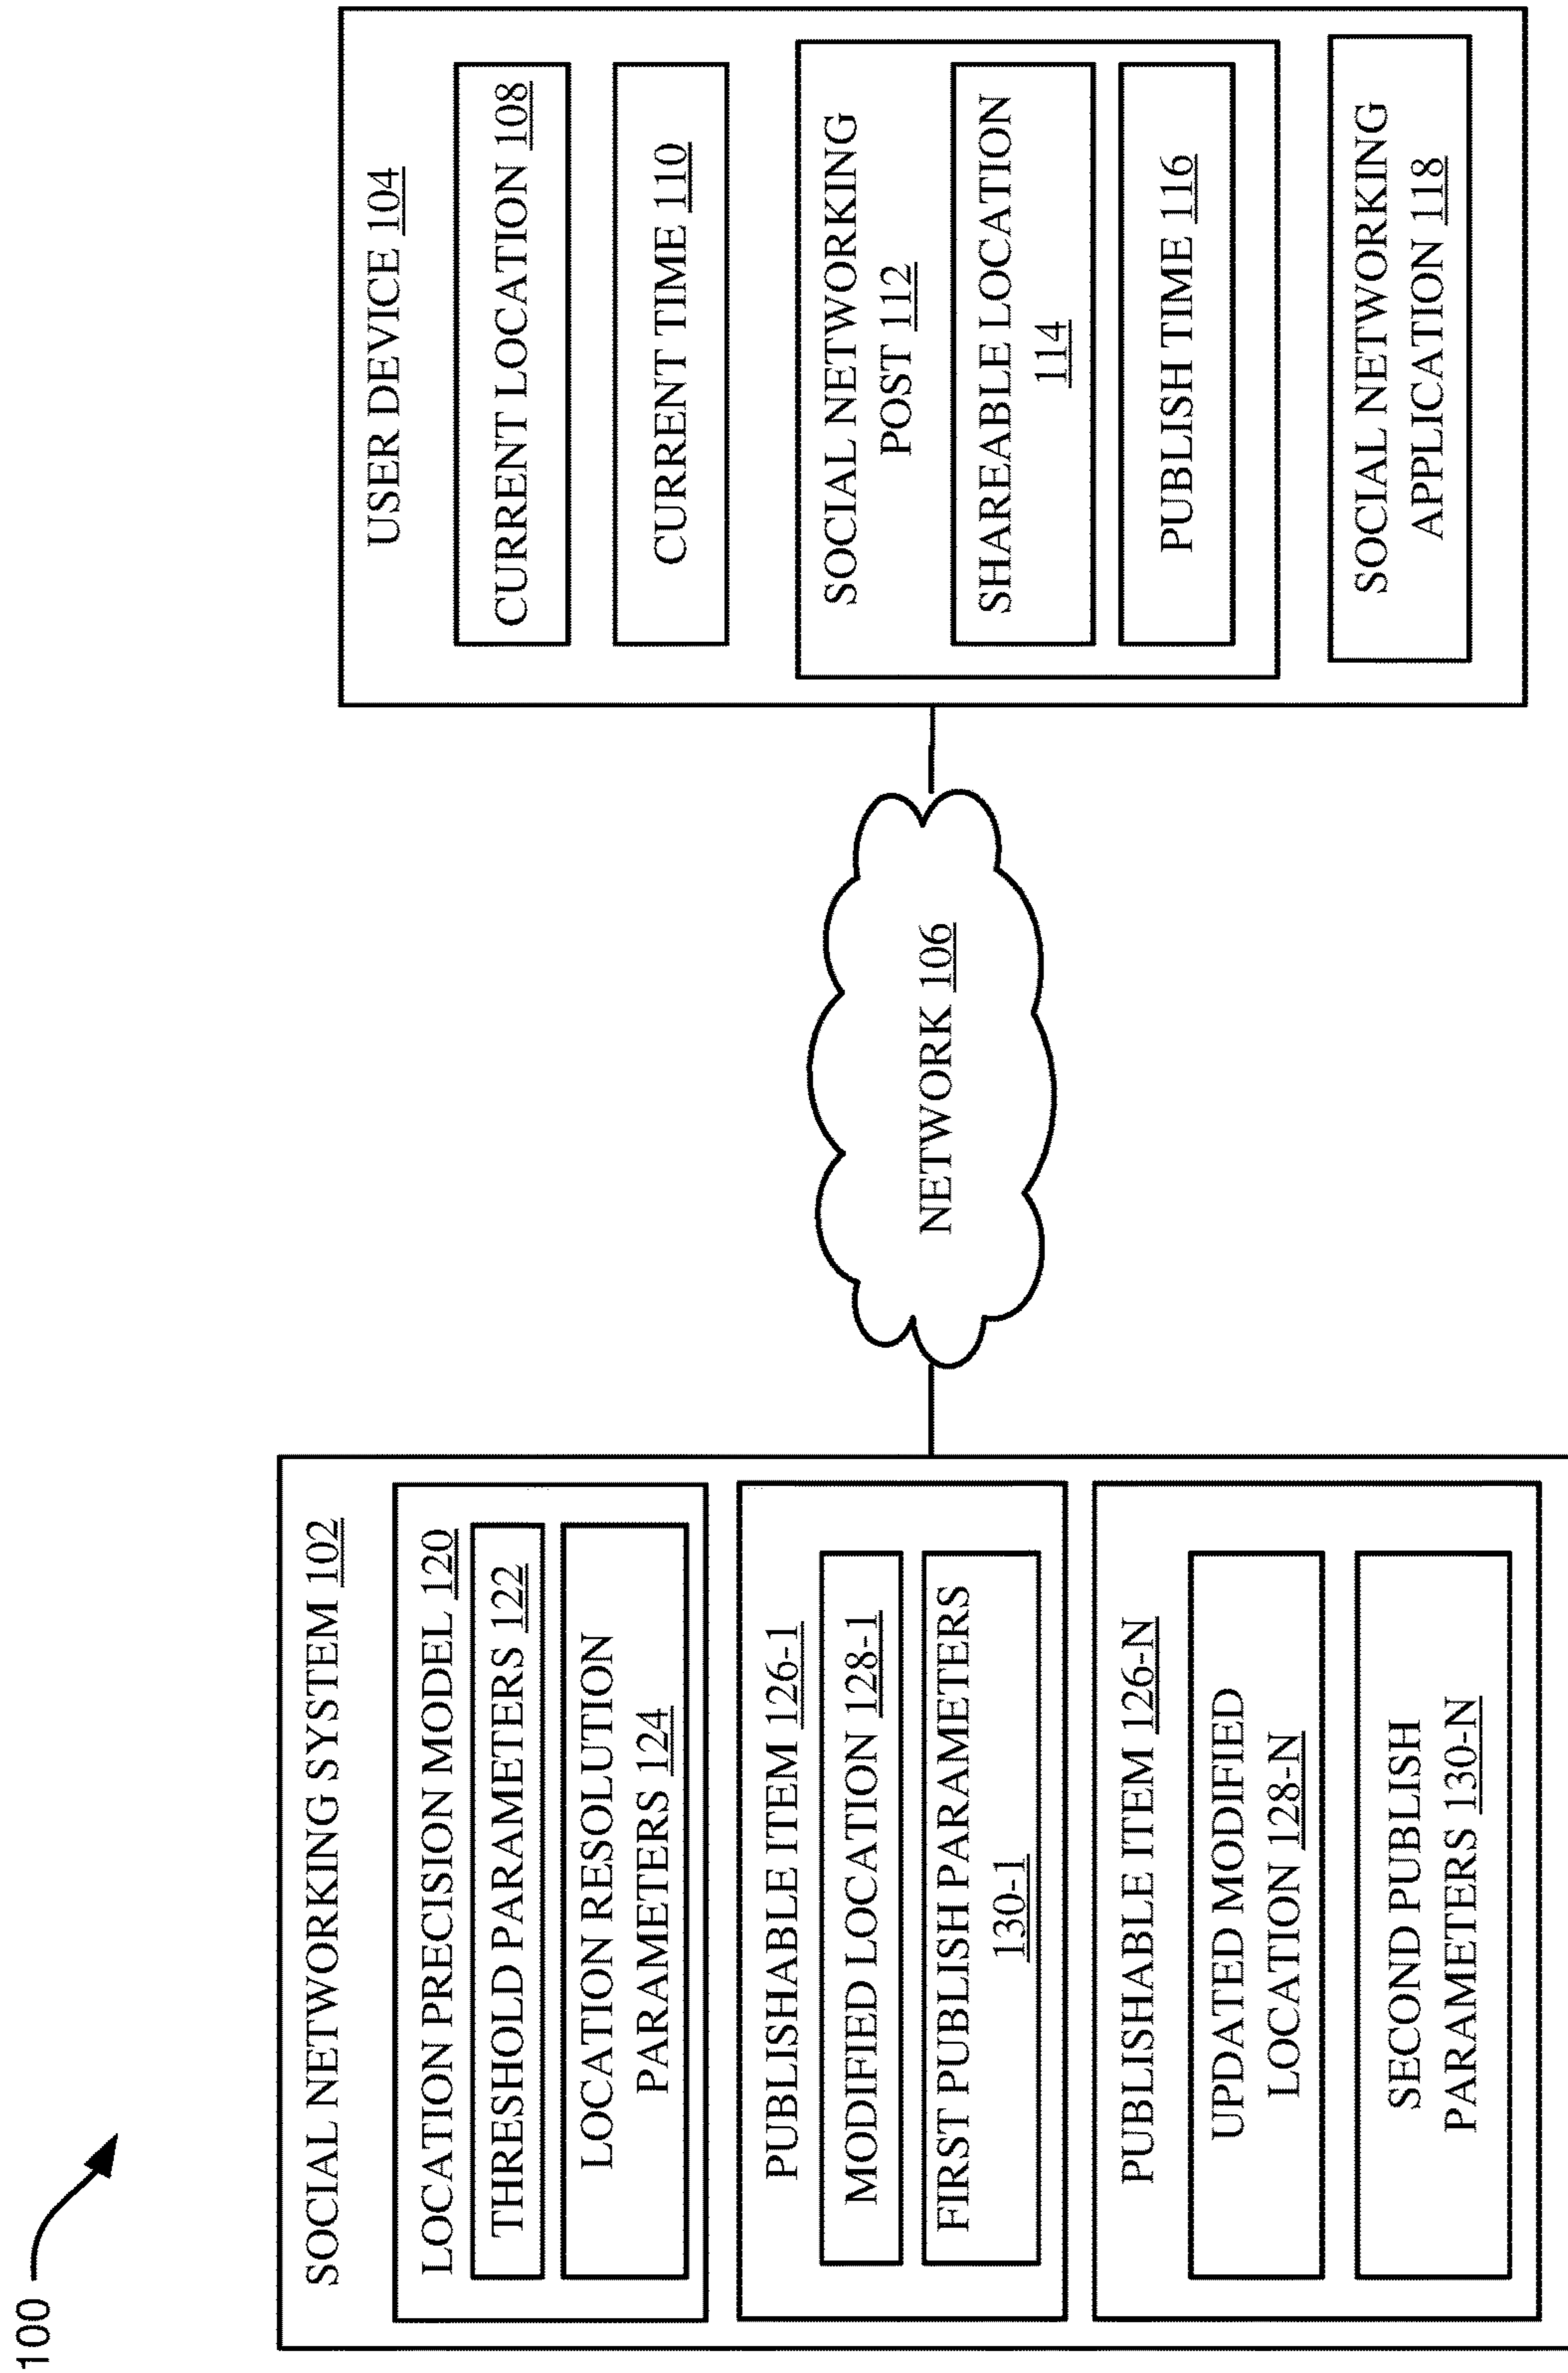 100
SOCIAL NETWORKING SYSTEM 102
LOCATION PRECISION MODEL 120
THRESHOLD PARAMETERS 122
LOCATION RESOLUTION
PARAMETERS 124
PUBLISHABLE ITEM 126-1
MODIFIED LOCATION 128-1
FIRST PUBLISH PARAMETERS
130-1
PUBLISHABLE ITEM 126-N
UPDATED MODIFIED
LOCATION 128-N
SECOND PUBLISH
PARAMETERS 130-N
NETWORK 106
USER DEVICE 104
CURRENT LOCATION 108
CURRENT TIME 110
SOCIAL NETWORKING
POST 112
SHAREABLE LOCATION
114
PUBLISH TIME 116
SOCIAL NETWORKING
APPLICATION 118